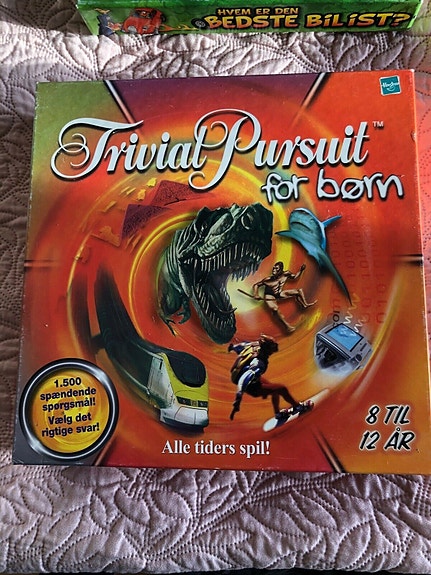 HVEM ER DEN
BEDSTE BILIST?
Hasbro
Trivial Pursuit™
for børn
1.500
spændende
spørgsmål!
Vælg det
rigtige svar!
Alle tiders spil!
8 TIL
12 ÅR